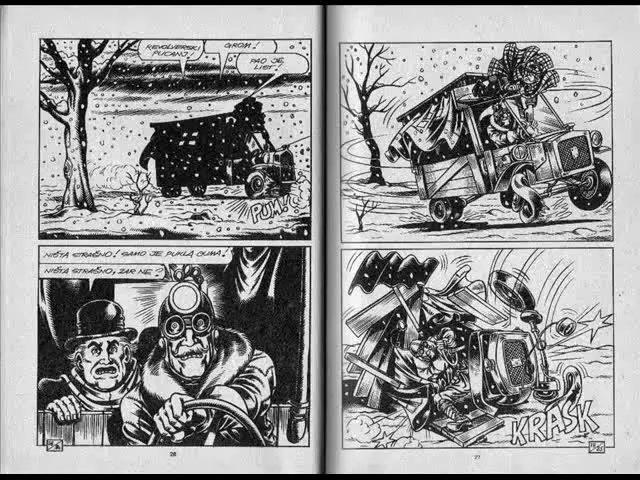 REVOLVERSKI
PUCANJ!
GROM!
PAO JE
LIST!
PUM!
NIŠTA STRAŠNO! SAMO JE PUKLA GUMA!
NIŠTA STRAŠNO, ZAR NE?
26
KRASK
27